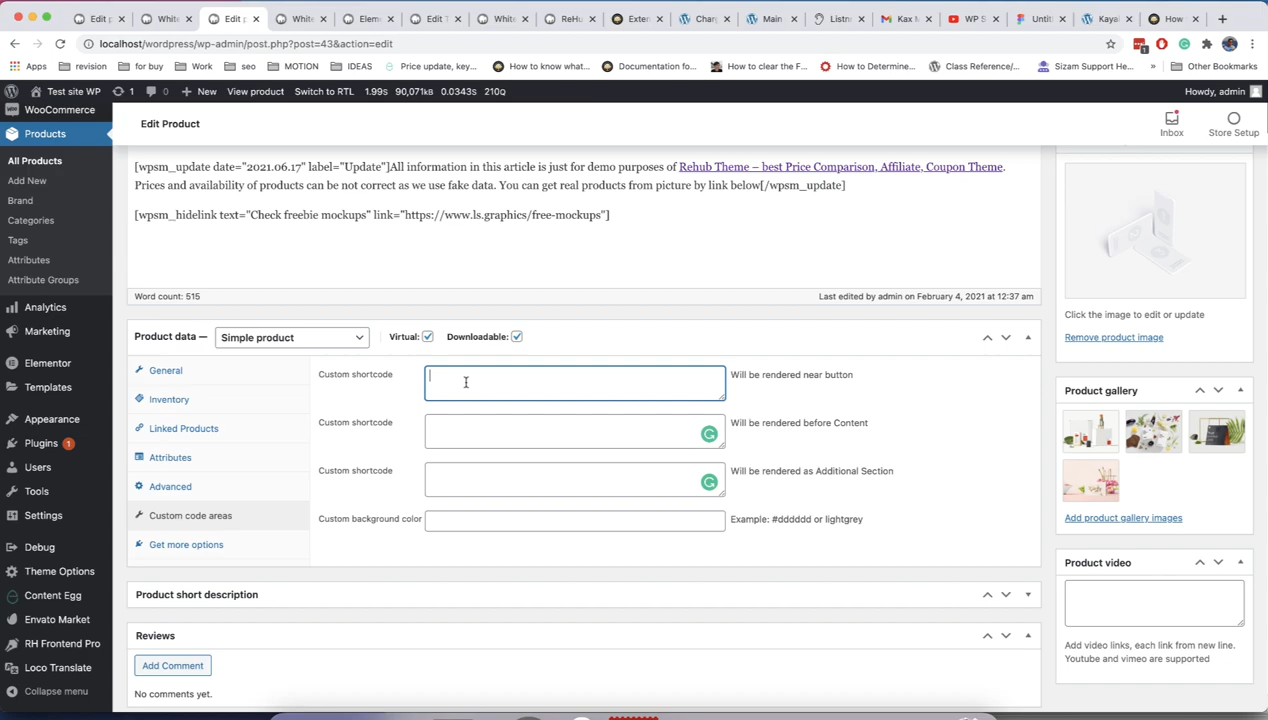 Edit p
White
Edit p
White
Eleme
Edit T
White
ReHu
Exten
Chan
Main
Listn
Kax M
WP S
Untit
Kaya
How
localhost/wordpress/wp-admin/post.php?post=43&action=edit
Apps
revision
for buy
Work
seo
MOTION
IDEAS
Price update, key...
How to know what...
Documentation fo...
How to clear the F...
How to Determine...
Class Reference/...
Sizam Support He...
Other Bookmarks
Test site WP
1
0
New
View product
Switch to RTL
1.99S
90,071KB
0.0343S
210Q
Howdy, admin
WooCommerce
Products
All Products
Add New
Brand
Categories
Tags
Attributes
Attribute Groups
Analytics
Marketing
Elementor
Templates
Appearance
Plugins 1
Users
Tools
Settings
Debug
Theme Options
Content Egg
Envato Market
RH Frontend Pro
Loco Translate
Collapse menu
Edit Product
Inbox
Store Setup
[wpsm_update date="2021.06.17" label="Update"]All information in this article is just for demo purposes of Rehub Theme – best Price Comparison, Affiliate, Coupon Theme.
Prices and availability of products can be not correct as we use fake data. You can get real products from picture by link below[/wpsm_update]
[wpsm_hidelink text="Check freebie mockups" link="https://www.ls.graphics/free-mockups"]
Word count: 515
Last edited by admin on February 4, 2021 at 12:37 am
Product data —
Simple product
Virtual:
Downloadable:
General
Inventory
Linked Products
Attributes
Advanced
Custom code areas
Get more options
Custom shortcode
Will be rendered near button
Custom shortcode
Will be rendered before Content
Custom shortcode
Will be rendered as Additional Section
Custom background color
Example: #dddddd or lightgrey
Product short description
Reviews
Add Comment
No comments yet.
Click the image to edit or update
Remove product image
Product gallery
Add product gallery images
Product video
Add video links, each link from new line.
Youtube and vimeo are supported